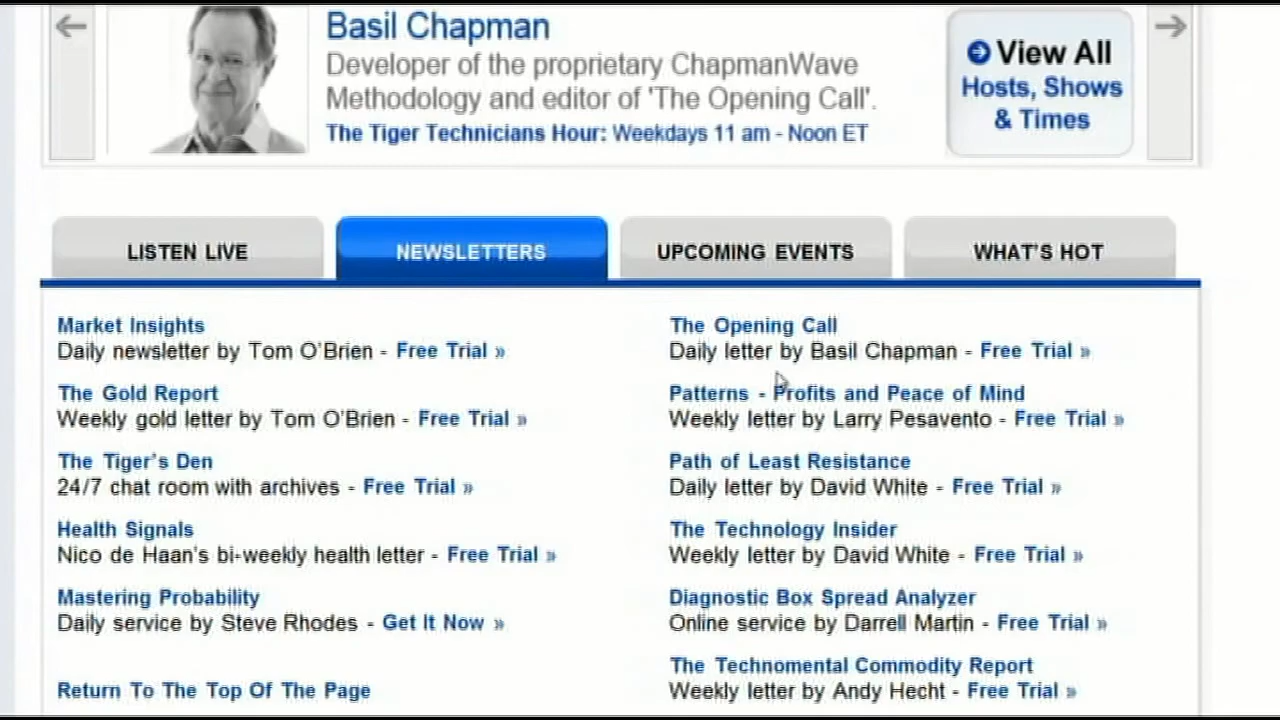 Basil Chapman
Developer of the proprietary ChapmanWave
Methodology and editor of 'The Opening Call'.
The Tiger Technicians Hour: Weekdays 11 am - Noon ET
View All
Hosts, Shows
& Times
LISTEN LIVE
NEWSLETTERS
UPCOMING EVENTS
WHAT'S HOT
Market Insights
Daily newsletter by Tom O'Brien - Free Trial »
The Gold Report
Weekly gold letter by Tom O'Brien - Free Trial »
The Tiger's Den
24/7 chat room with archives - Free Trial »
Health Signals
Nico de Haan's bi-weekly health letter - Free Trial »
Mastering Probability
Daily service by Steve Rhodes - Get It Now »
Return To The Top Of The Page
The Opening Call
Daily letter by Basil Chapman - Free Trial »
Patterns - Profits and Peace of Mind
Weekly letter by Larry Pesavento - Free Trial »
Path of Least Resistance
Daily letter by David White - Free Trial »
The Technology Insider
Weekly letter by David White - Free Trial »
Diagnostic Box Spread Analyzer
Online service by Darrell Martin - Free Trial »
The Technomental Commodity Report
Weekly letter by Andy Hecht - Free Trial »